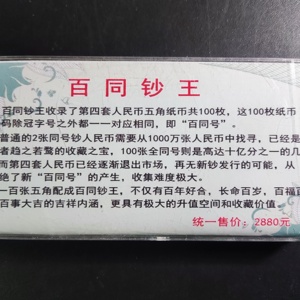 百同钞王
百同钞王收录了第四套人民币五角纸币共100枚，这100枚纸币
码除冠字号之外都一一对应相同，即“百同号”。
普通的2张同号钞人民币需要从1000万张人民币中找寻，已经是
者趋之若鹜的收藏之宝，100张全同号则是高达十亿分之一的几
而第四套人民币已经逐渐退出市场，再无新钞发行的可能，从
绝了新“百同号”的产生，收集难度极大。
一百张五角配成百同钞王，不仅有百年好合，长命百岁，百福
百事大吉的吉祥内涵，更具有极大的升值空间和收藏价值。
统一售价：2880元